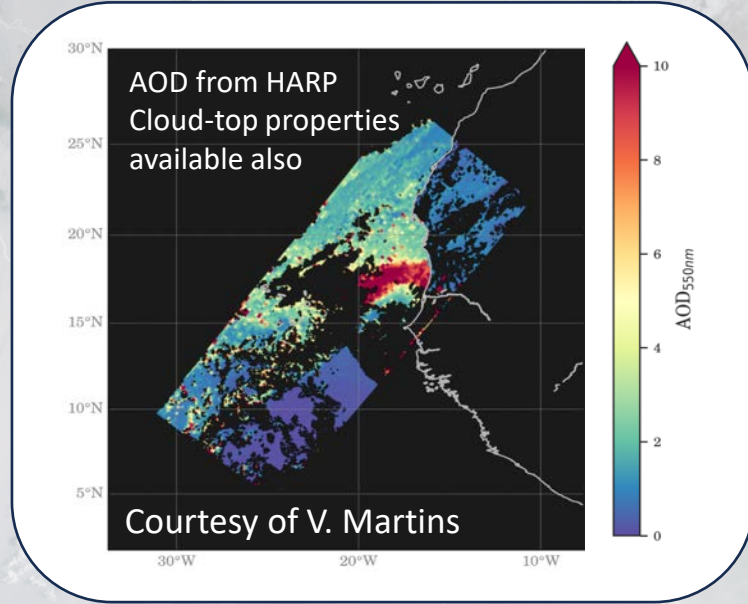 30°N
AOD from HARP
Cloud-top properties
available also
25°N
20°N
15°N
10°N
5°N
Courtesy of V. Martins
30°W
20°W
10°W
10
8
6
4
2
0
AOD550nm